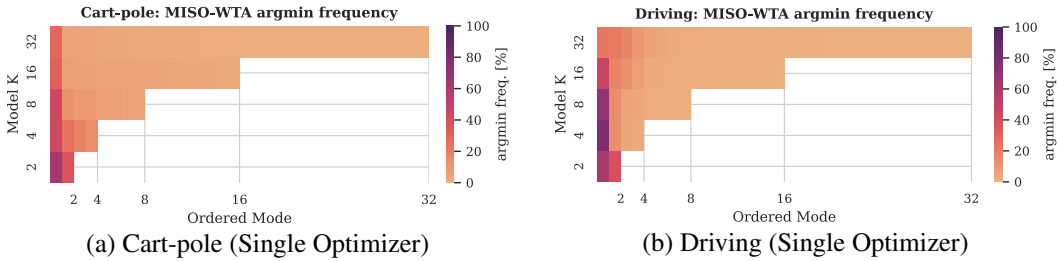 Cart-pole: MISO-WTA argmin frequency
Model K
32
16
8
4
2
2 4 8 16 32
Ordered Mode
100
80
60
40
20
0
argmin freq. [%]
(a) Cart-pole (Single Optimizer)
Driving: MISO-WTA argmin frequency
Model K
32
16
8
4
2
2 4 8 16 32
Ordered Mode
100
80
60
40
20
0
argmin freq. [%]
(b) Driving (Single Optimizer)